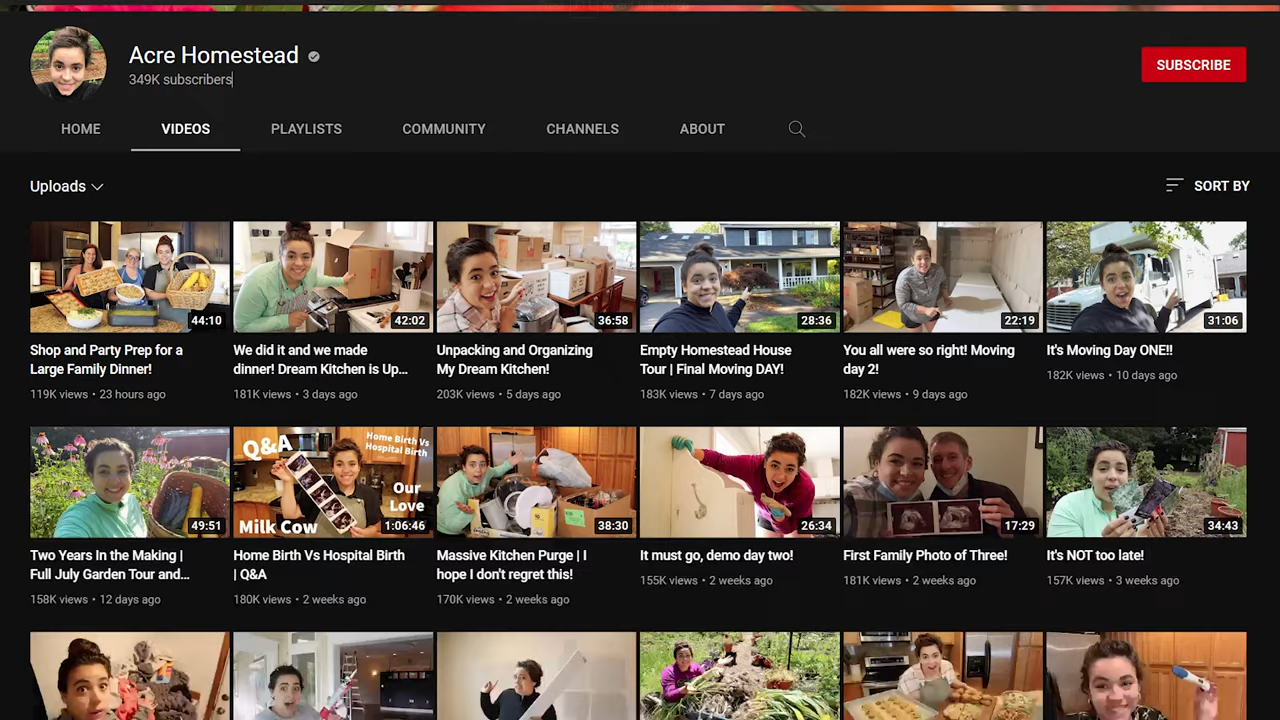 Acre Homestead
349K subscribers
SUBSCRIBE
HOME
VIDEOS
PLAYLISTS
COMMUNITY
CHANNELS
ABOUT
Uploads
SORT BY
44:10
42:02
36:58
28:36
22:19
31:06
Shop and Party Prep for a
Large Family Dinner!
119K views • 23 hours ago
We did it and we made
dinner! Dream Kitchen is Up...
181K views • 3 days ago
Unpacking and Organizing
My Dream Kitchen!
203K views • 5 days ago
Empty Homestead House
Tour | Final Moving DAY!
183K views • 7 days ago
You all were so right! Moving
day 2!
182K views • 9 days ago
It's Moving Day ONE!!
182K views • 10 days ago
49:51
Q&A
Home Birth Vs
Hospital Birth
Our
Love
Milk Cow
1:06:46
38:30
26:34
17:29
34:43
Two Years In the Making |
Full July Garden Tour and...
158K views • 12 days ago
Home Birth Vs Hospital Birth
| Q&A
180K views • 2 weeks ago
Massive Kitchen Purge | I
hope I don't regret this!
170K views • 2 weeks ago
It must go, demo day two!
155K views • 2 weeks ago
First Family Photo of Three!
181K views • 2 weeks ago
It's NOT too late!
157K views • 3 weeks ago